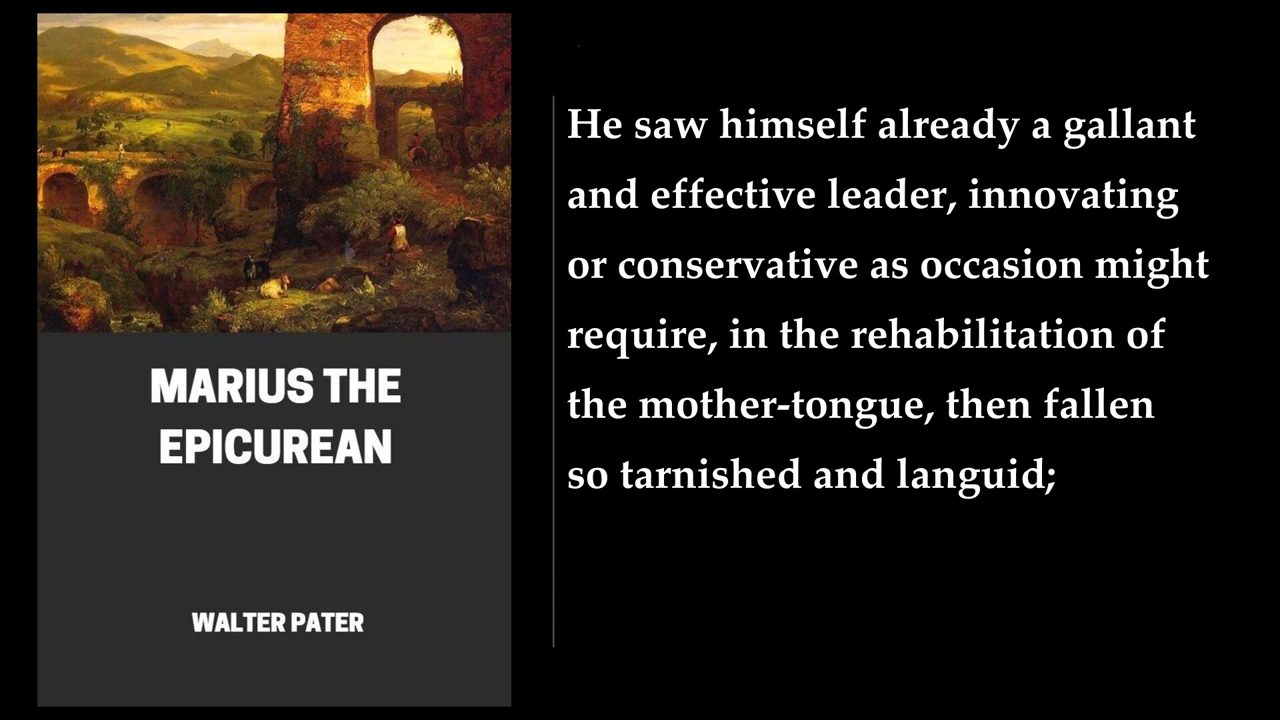 MARIUS THE
EPICUREAN
WALTER PATER
He saw himself already a gallant
and effective leader, innovating
or conservative as occasion might
require, in the rehabilitation of
the mother-tongue, then fallen
so tarnished and languid;